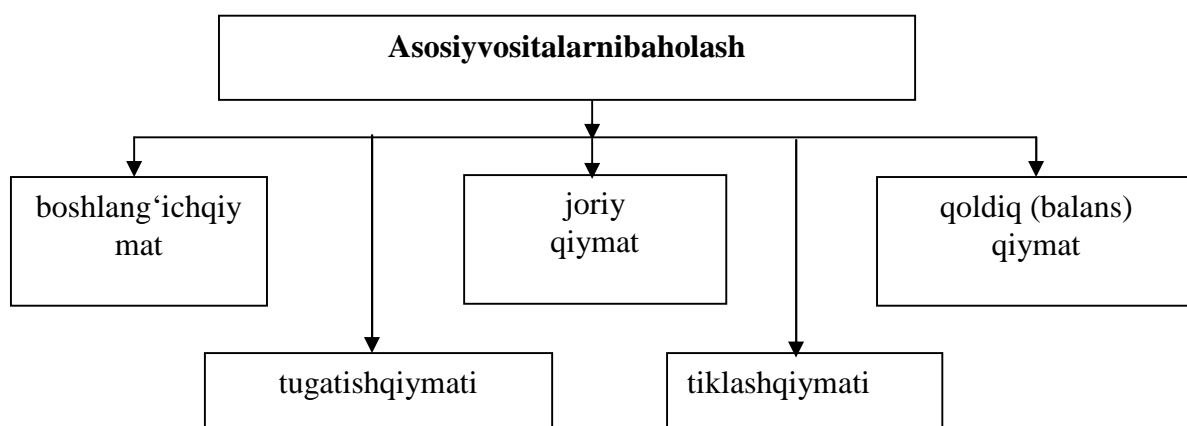 Asosiyvositalarnibaholash
boshlang‘ichqiy
mat
joriy
qiymat
qoldiq (balans)
qiymat
tugatishqiymati
tiklashqiymati